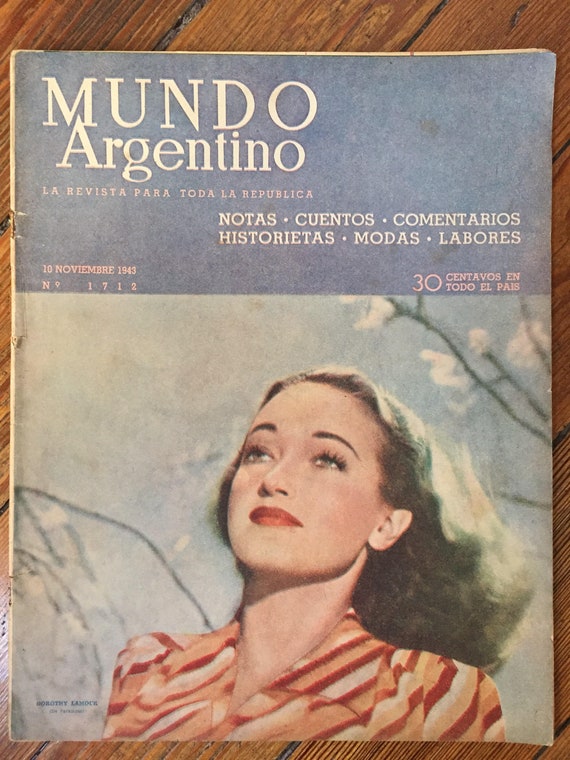 MUNDO
Argentino
LA REVISTA PARA TODA LA REPUBLICA
NOTAS • CUENTOS • COMENTARIOS
HISTORIETAS • MODAS • LABORES
10 NOVIEMBRE 1943
Nº 1712
30 CENTAVOS EN
TODO EL PAIS
DOROTHY LAMOUR